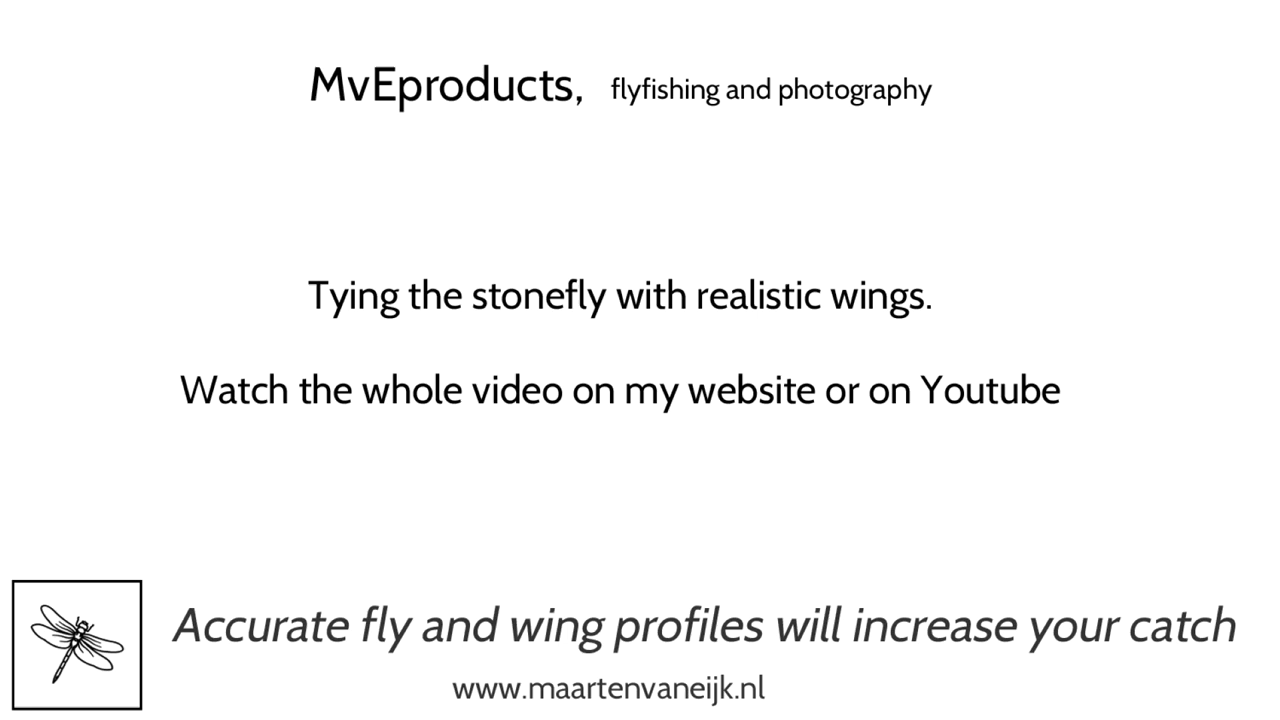 MvEproducts, flyfishing and photography
Tying the stonefly with realistic wings.
Watch the whole video on my website or on Youtube
Accurate fly and wing profiles will increase your catch
www.maartenvaneijk.nl